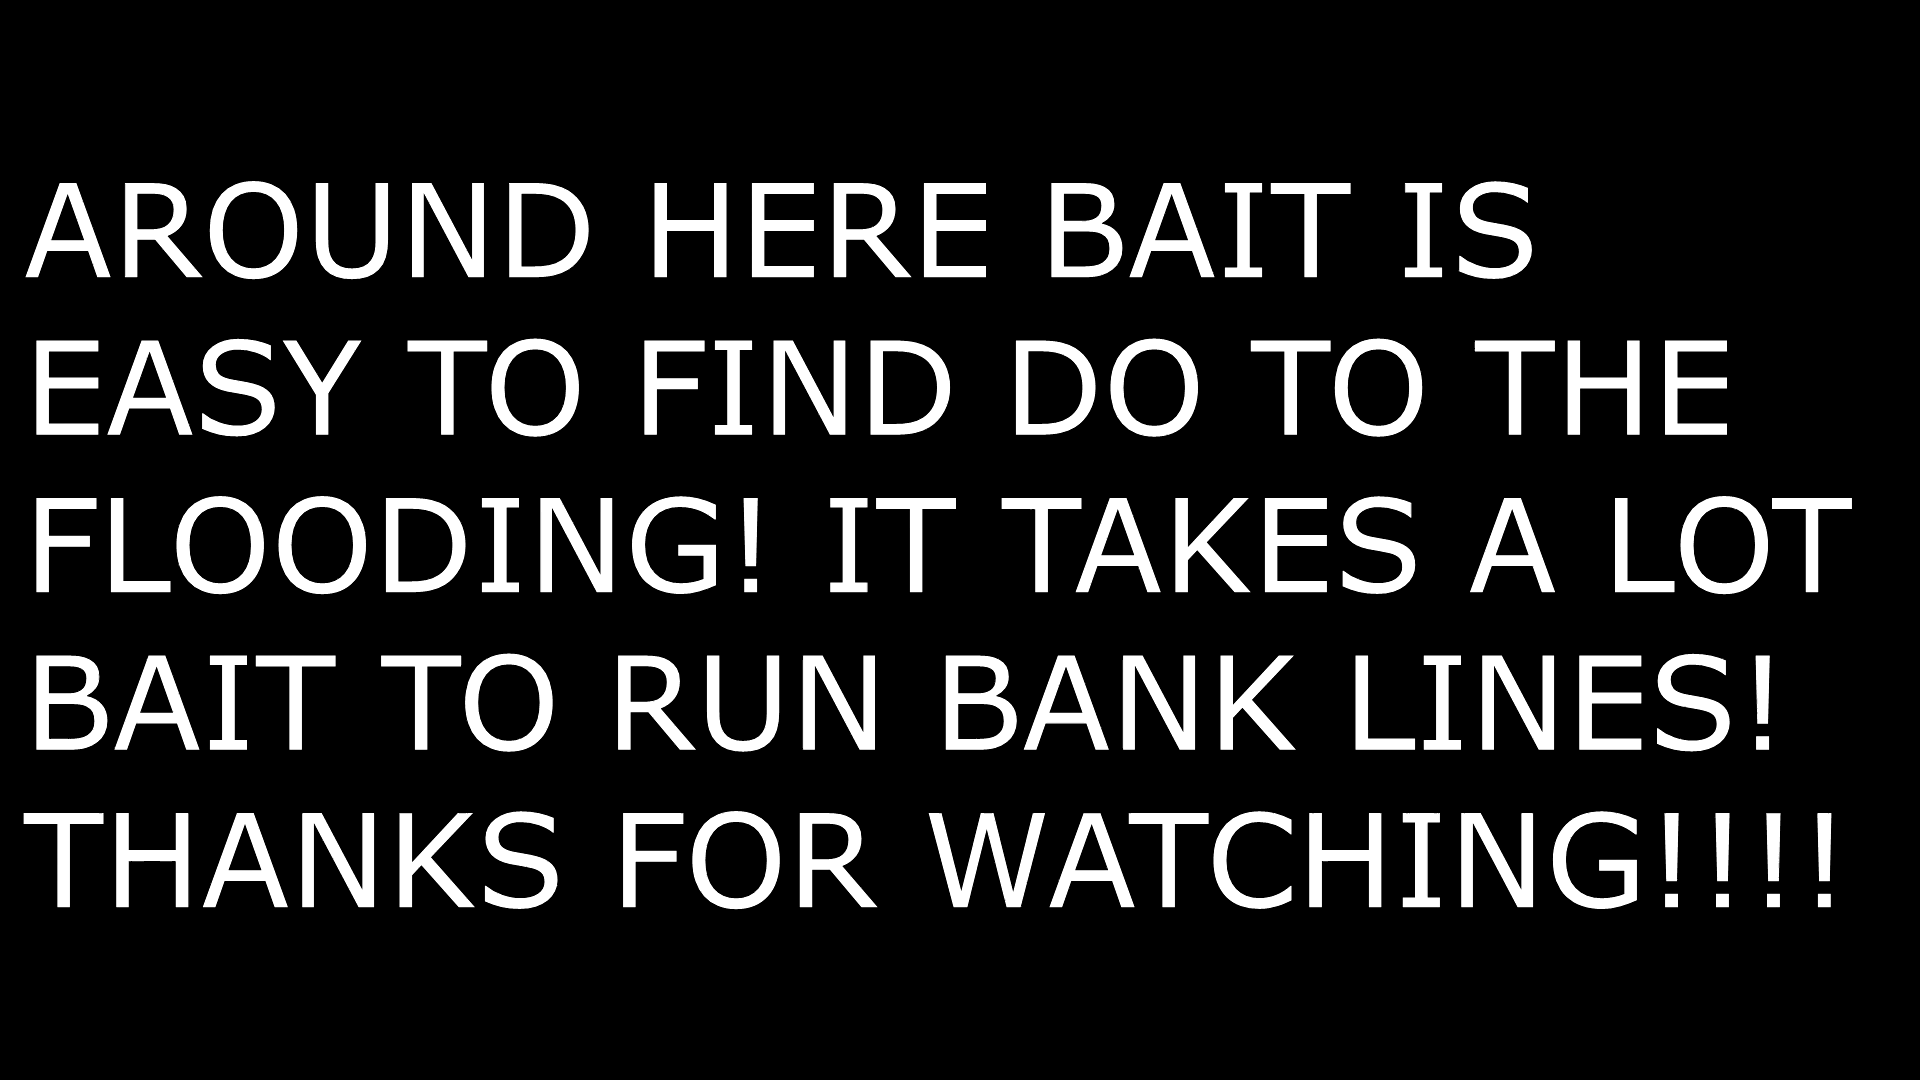 AROUND HERE BAIT IS
EASY TO FIND DO TO THE
FLOODING! IT TAKES A LOT
BAIT TO RUN BANK LINES!
THANKS FOR WATCHING!!!!